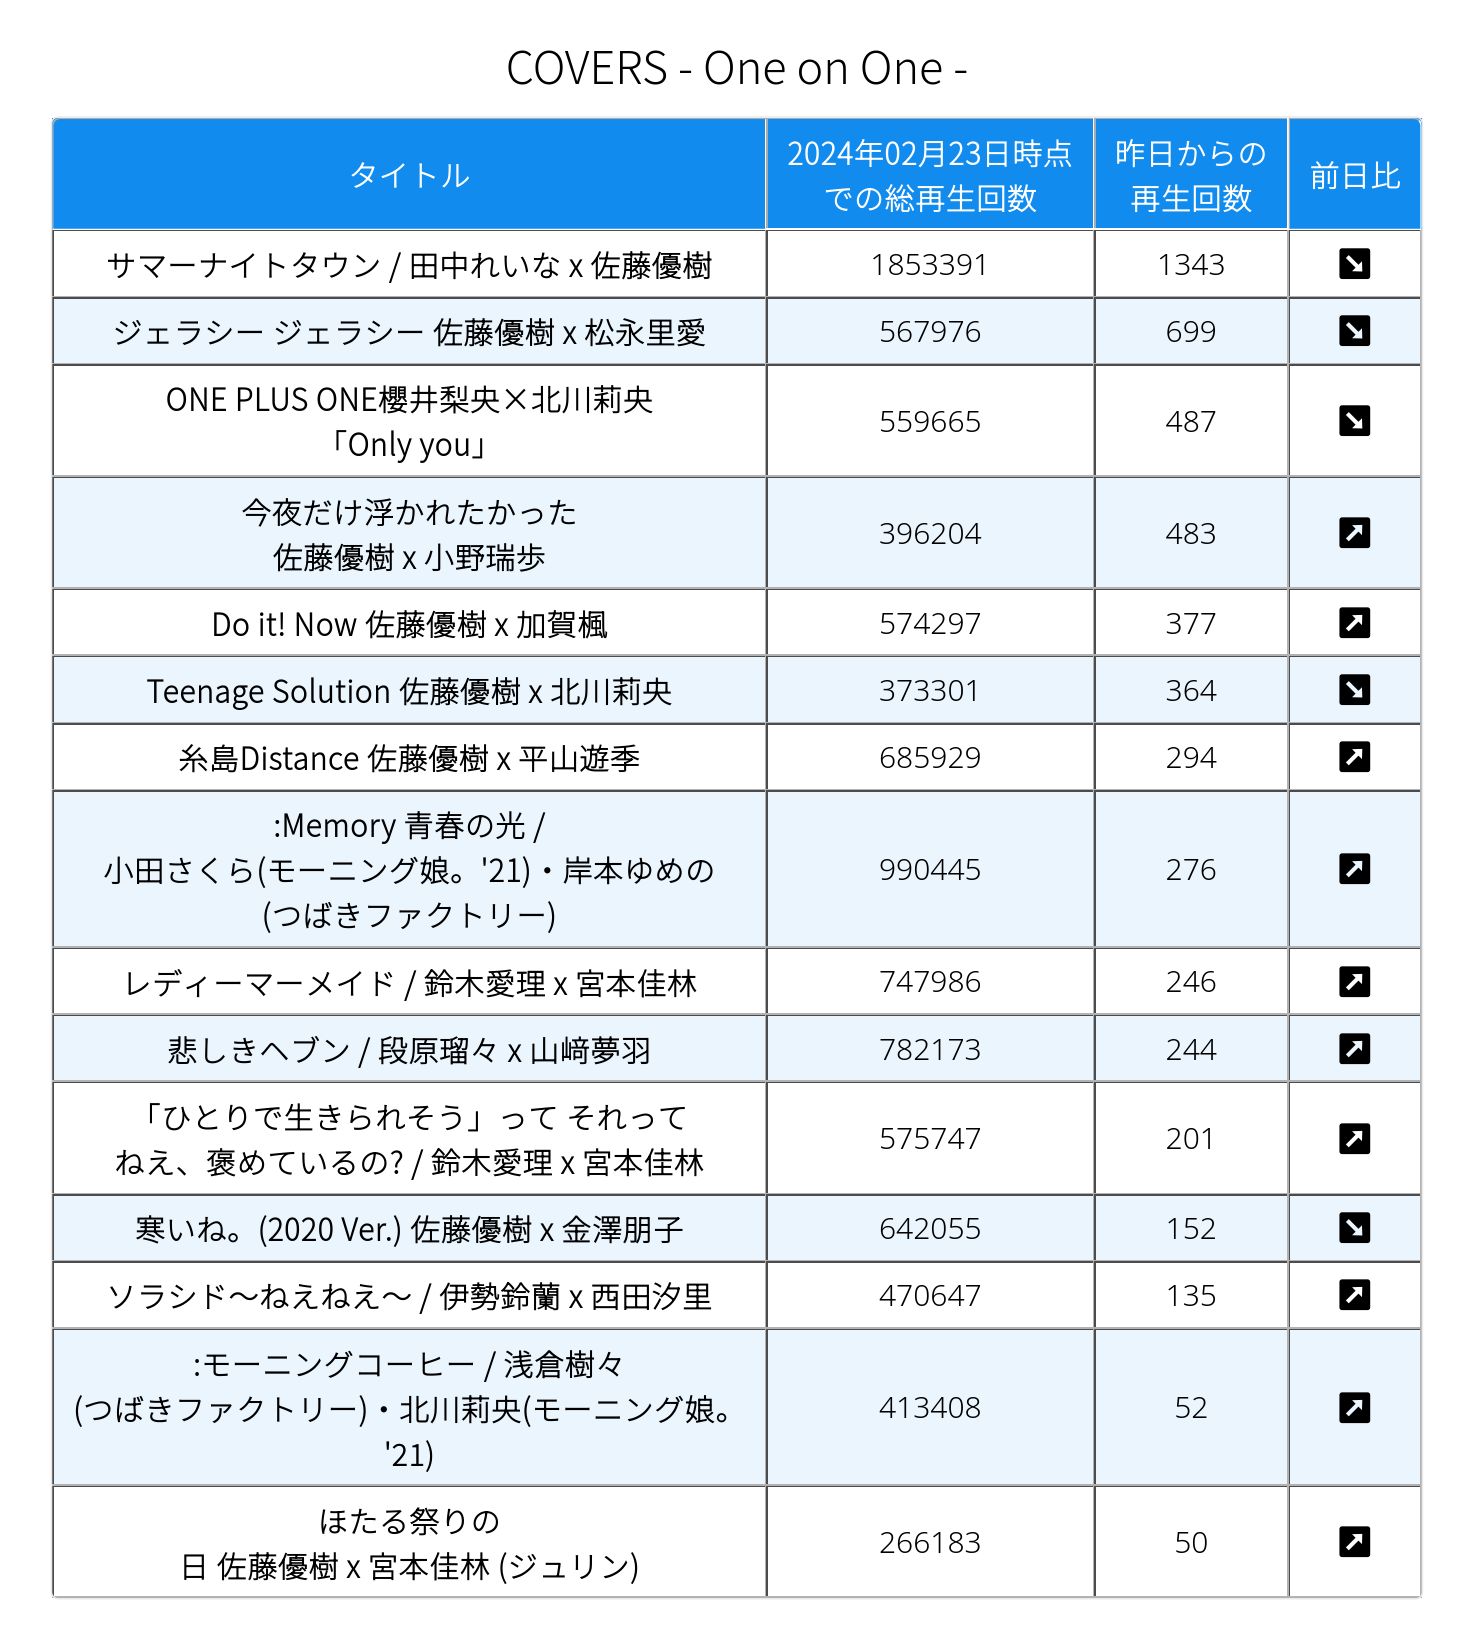 COVERS - One on One -
タイトル
2024年02月23日時点
での総再生回数
昨日からの
再生回数
前日比
サマーナイトタウン / 田中れいな x 佐藤優樹
1853391
1343
ジェラシー ジェラシー 佐藤優樹 x 松永里愛
567976
699
ONE PLUS ONE櫻井梨央×北川莉央
「Only you」
559665
487
今夜だけ浮かれたかった
佐藤優樹 x 小野瑞歩
396204
483
Do it! Now 佐藤優樹 x 加賀楓
574297
377
Teenage Solution 佐藤優樹 x 北川莉央
373301
364
糸島Distance 佐藤優樹 x 平山遊季
685929
294
:Memory 青春の光 /
小田さくら(モーニング娘。'21)・岸本ゆめの
(つばきファクトリー)
990445
276
レディーマーメイド / 鈴木愛理 x 宮本佳林
747986
246
悲しきヘブン / 段原瑠々 x 山﨑夢羽
782173
244
「ひとりで生きられそう」って それって
ねえ、褒めているの? / 鈴木愛理 x 宮本佳林
575747
201
寒いね。(2020 Ver.) 佐藤優樹 x 金澤朋子
642055
152
ソラシド～ねえねえ～ / 伊勢鈴蘭 x 西田汐里
470647
135
:モーニングコーヒー / 浅倉樹々
(つばきファクトリー)・北川莉央(モーニング娘。
'21)
413408
52
ほたる祭りの
日 佐藤優樹 x 宮本佳林 (ジュリン)
266183
50